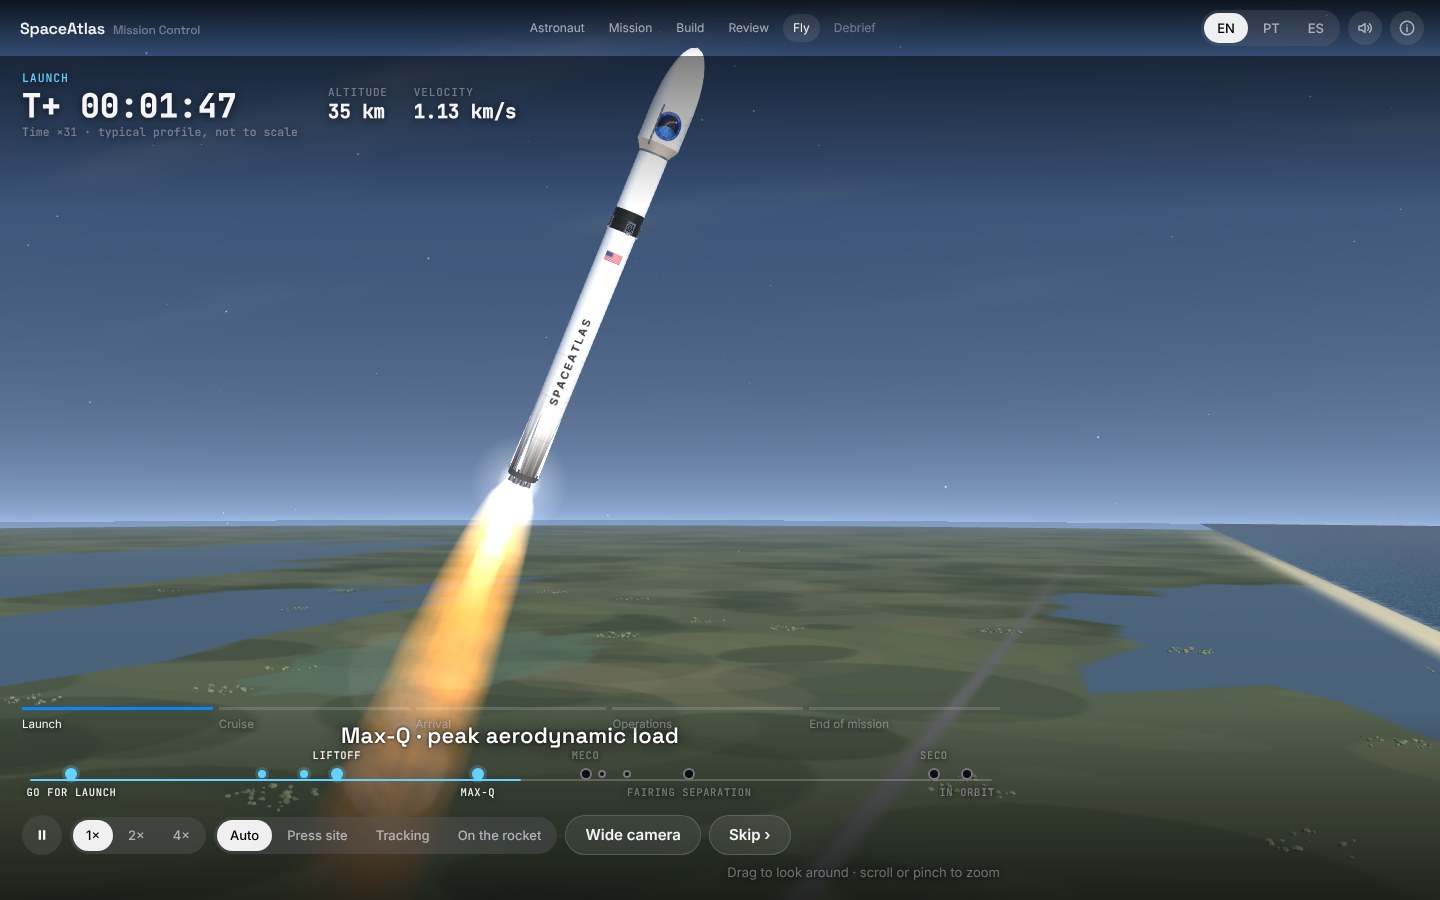 SpaceAtlas Mission Control
Astronaut Mission Build Review Fly Debrief
EN PT ES
LAUNCH
T+ 00:01:47
Time ×31 · typical profile, not to scale
ALTITUDE
35 km
VELOCITY
1.13 km/s
SPACEATLAS
Launch Cruise Arrival Operations End of mission
Max-Q · peak aerodynamic load
LIFTOFF MECO SECO
GO FOR LAUNCH MAX-Q FAIRING SEPARATION IN ORBIT
1× 2× 4× Auto Press site Tracking On the rocket Wide camera Skip ›
Drag to look around · scroll or pinch to zoom